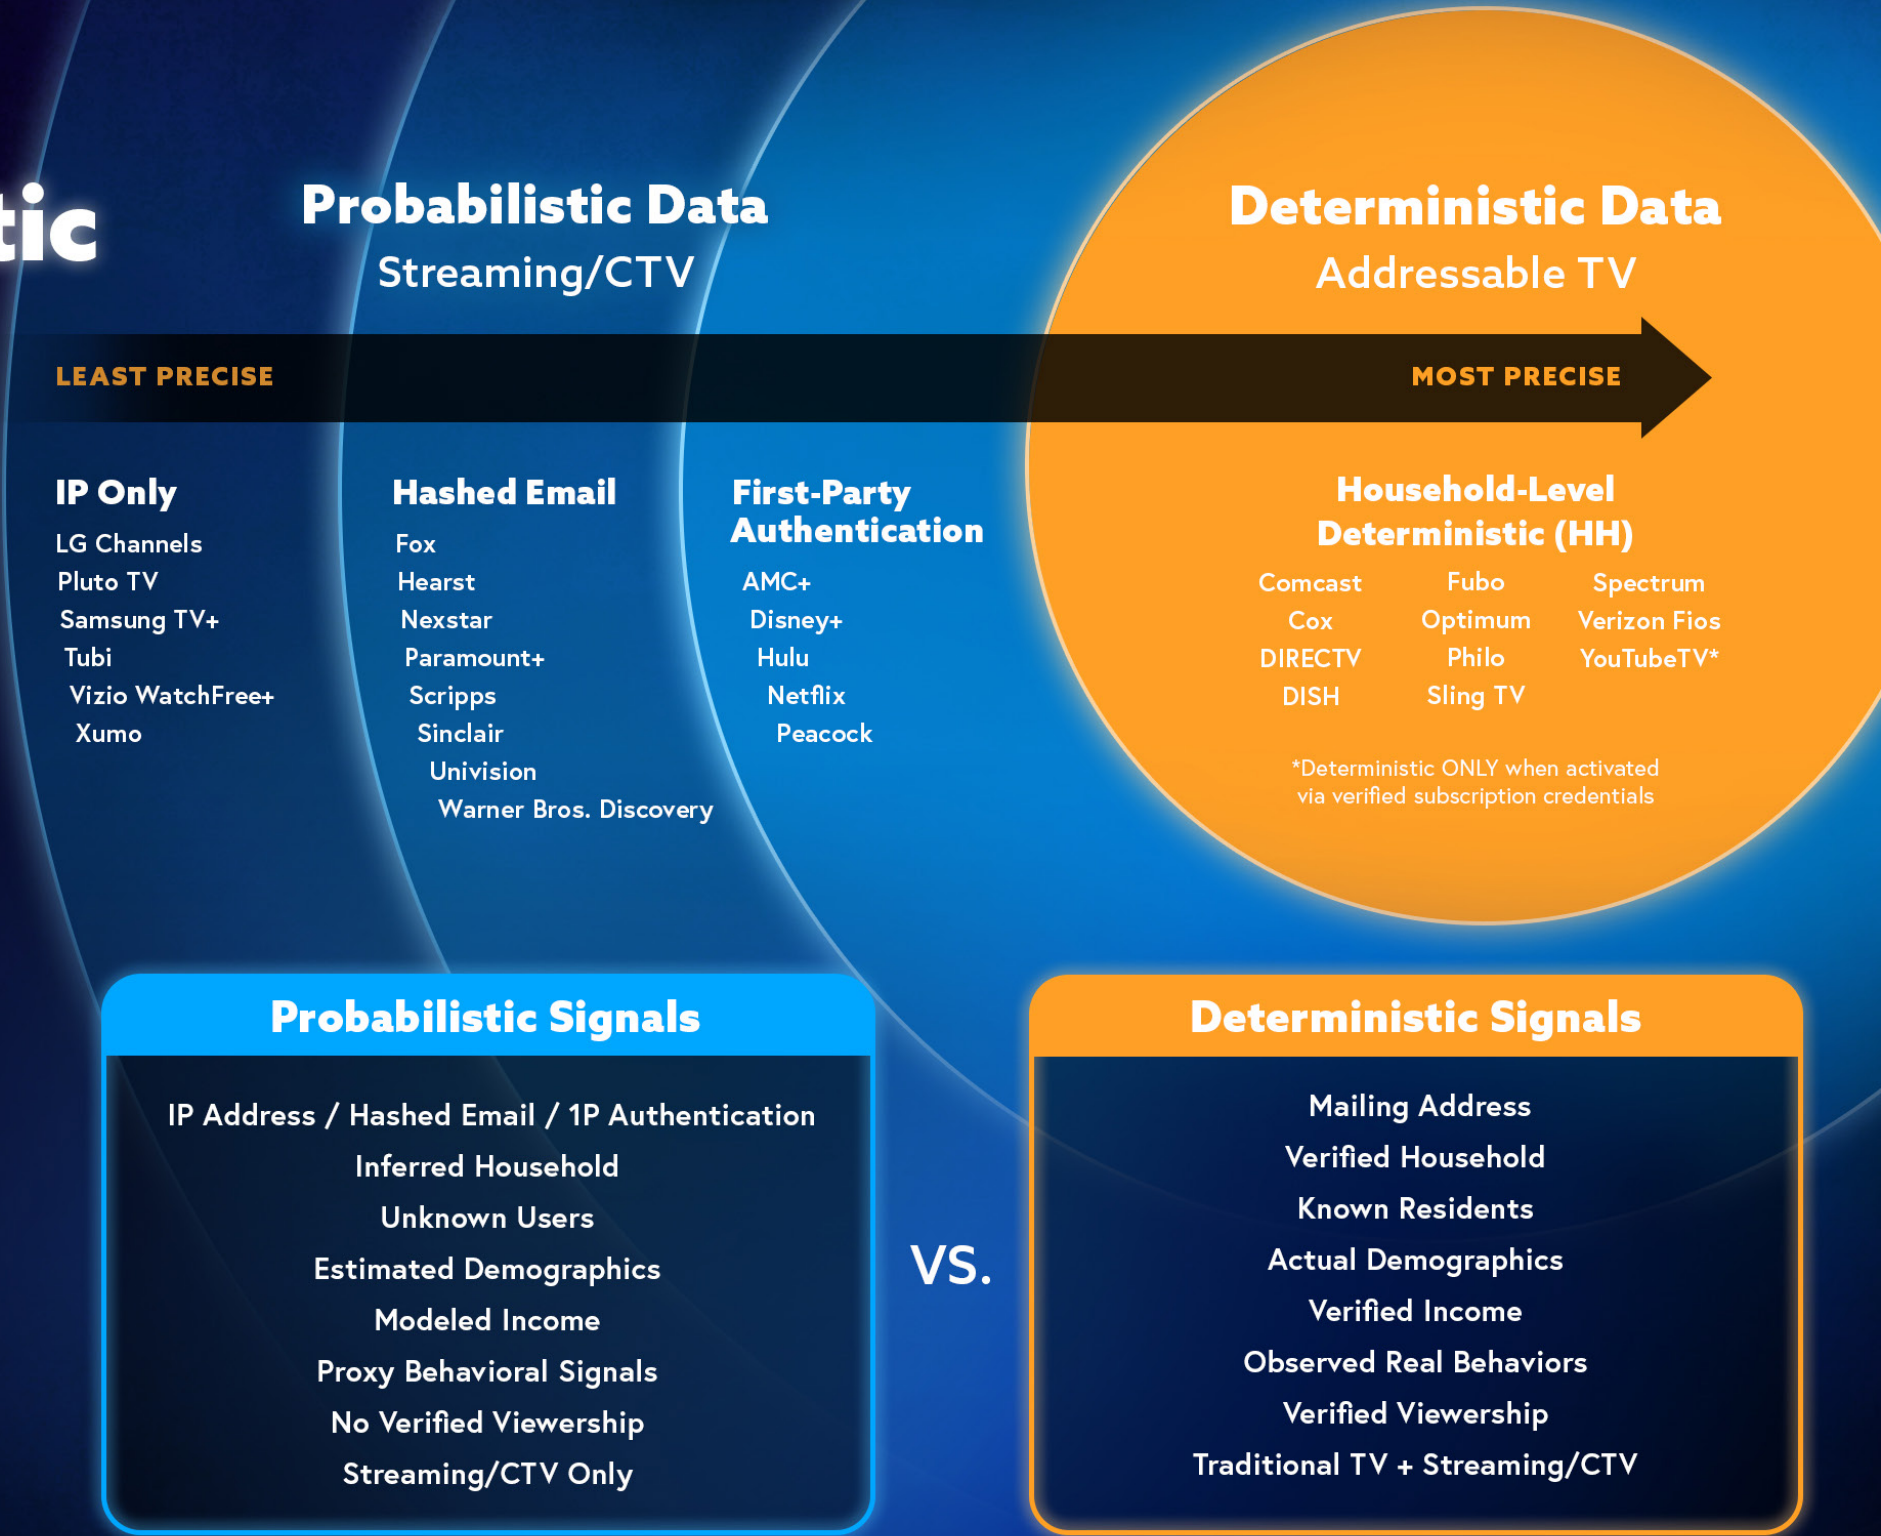 tic
Probabilistic Data
Streaming/CTV
Deterministic Data
Addressable TV
LEAST PRECISE
MOST PRECISE
IP Only
LG Channels
Pluto TV
Samsung TV+
Tubi
Vizio WatchFree+
Xumo
Hashed Email
Fox
Hearst
Nexstar
Paramount+
Scripps
Sinclair
Univision
Warner Bros. Discovery
First-Party
Authentication
AMC+
Disney+
Hulu
Netflix
Peacock
Household-Level
Deterministic (HH)
Comcast
Cox
DIRECTV
DISH
Fubo
Optimum
Philo
Sling TV
Spectrum
Verizon Fios
YouTubeTV*
*Deterministic ONLY when activated
via verified subscription credentials
Probabilistic Signals
IP Address / Hashed Email / 1P Authentication
Inferred Household
Unknown Users
Estimated Demographics
Modeled Income
Proxy Behavioral Signals
No Verified Viewership
Streaming/CTV Only
VS.
Deterministic Signals
Mailing Address
Verified Household
Known Residents
Actual Demographics
Verified Income
Observed Real Behaviors
Verified Viewership
Traditional TV + Streaming/CTV